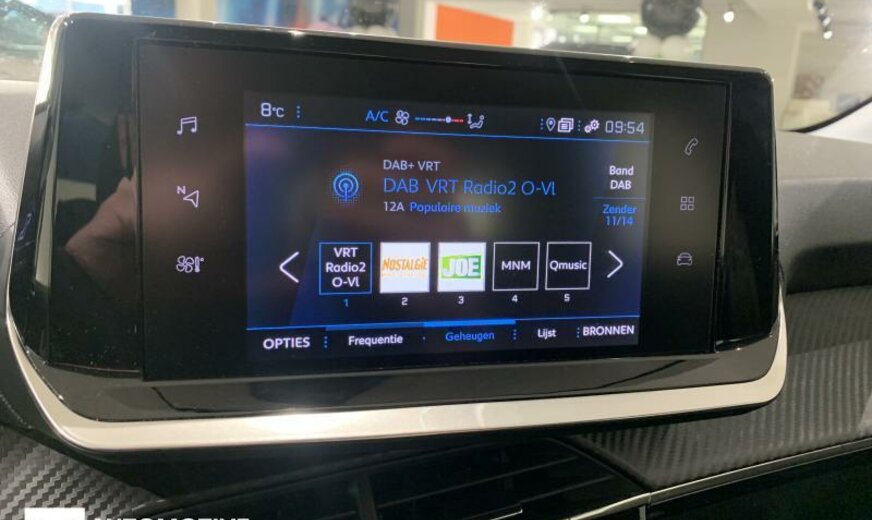 8°C
A/C
09:54
N
DAB+ VRT
DAB VRT Radio2 O-Vl
12A Populaire muziek
Band
DAB
Zender
11/14
VRT
Radio2
O-Vl
NOSTALGIE
JOE
MNM
Qmusic
1 2 3 4 5
OPTIES Frequentie Geheugen Lijst BRONNEN
AUTOMOTIVE